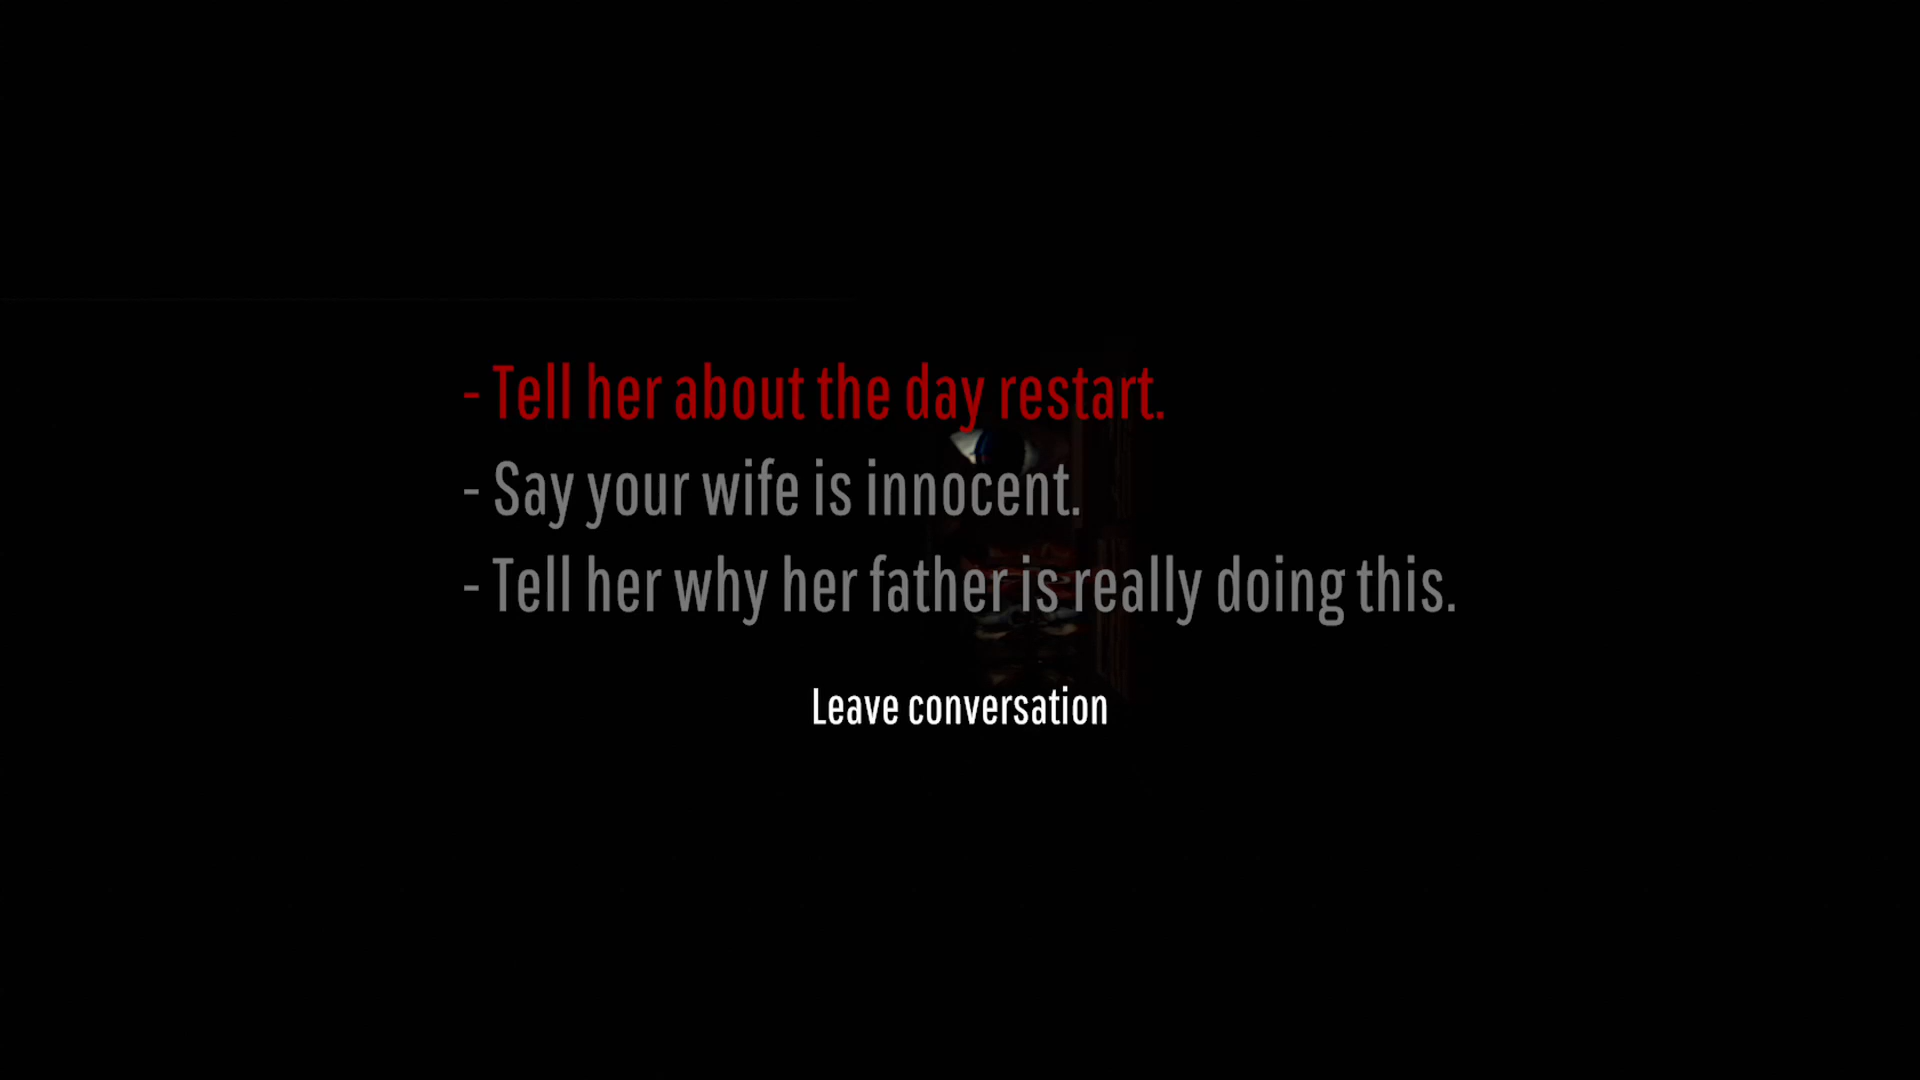 - Tell her about the day restart.
- Say your wife is innocent.
- Tell her why her father is really doing this.
Leave conversation